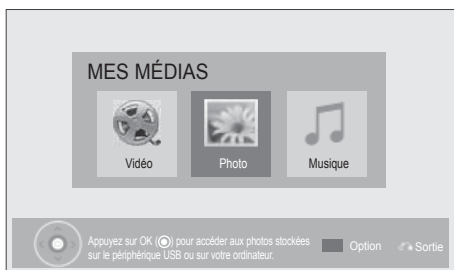 MES MÉDIAS
Vidéo
Photo
Musique
Appuyez sur OK (◉) pour accéder aux photos stockées
sur le périphérique USB ou sur votre ordinateur.
Option
Sortie